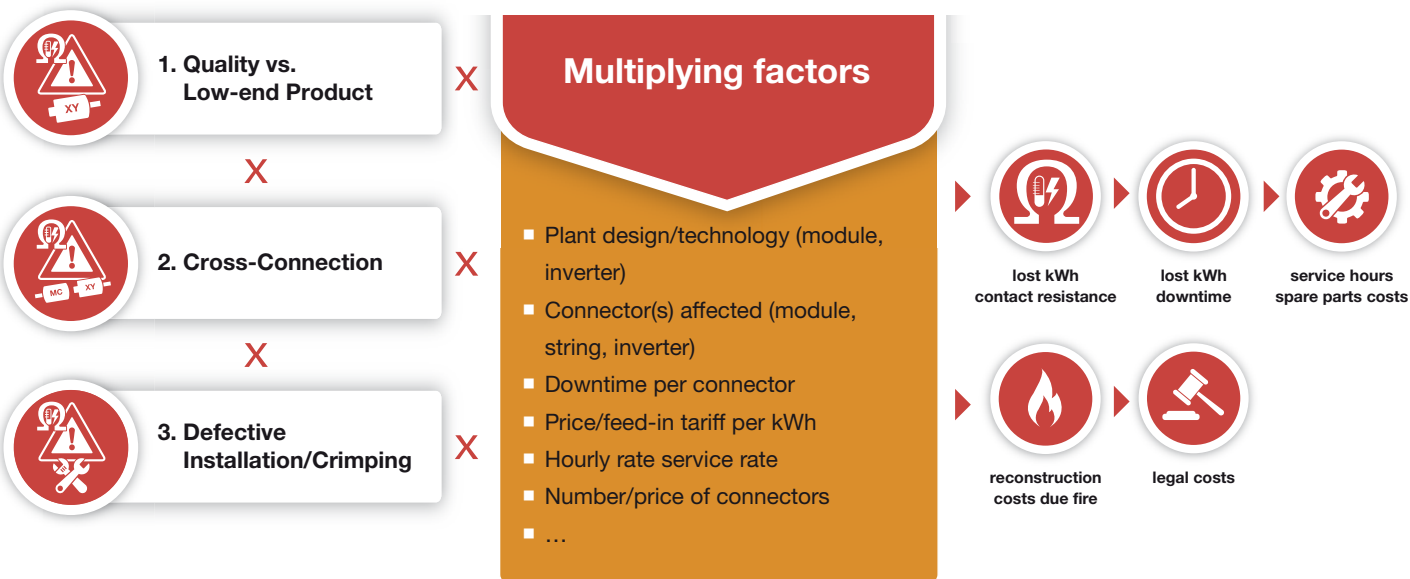 Ω
XY
1. Quality vs.
Low-end Product
X
X
Ω
MC XY
2. Cross-Connection
X
X
Ω
3. Defective
Installation/Crimping
X
Multiplying factors
Plant design/technology (module,
inverter)
Connector(s) affected (module,
string, inverter)
Downtime per connector
Price/feed-in tariff per kWh
Hourly rate service rate
Number/price of connectors
…
Ω
lost kWh
contact resistance
lost kWh
downtime
service hours
spare parts costs
reconstruction
costs due fire
legal costs